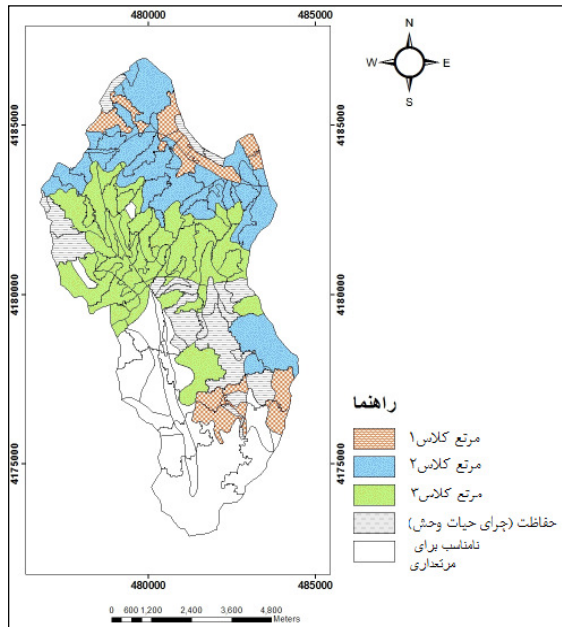 480000 485000
N
W E
S
4185000 4185000
4180000 4180000
راهنما
مرتع کلاس۱
مرتع کلاس۲
مرتع کلاس۳
حفاظت (چرای حیات وحش)
نامناسب برای
مرتعداری
4175000 4175000
480000 485000
0 600 1,200 2,400 3,600 4,800
Meters